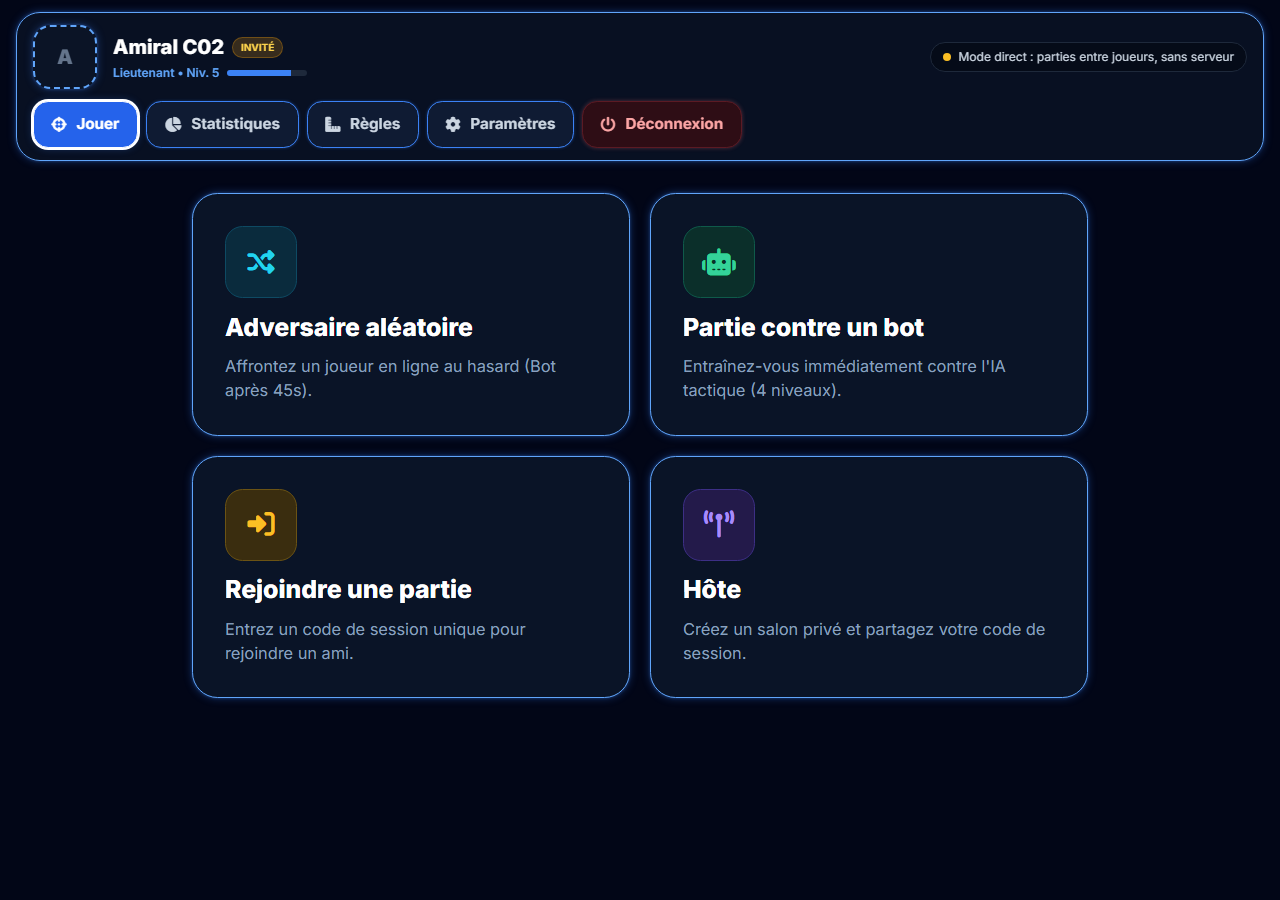 A
Amiral C02 INVITÉ
Lieutenant • Niv. 5
Mode direct : parties entre joueurs, sans serveur
Jouer
Statistiques
Règles
Paramètres
Déconnexion
Adversaire aléatoire
Affrontez un joueur en ligne au hasard (Bot
après 45s).
Partie contre un bot
Entraînez-vous immédiatement contre l'IA
tactique (4 niveaux).
Rejoindre une partie
Entrez un code de session unique pour
rejoindre un ami.
Hôte
Créez un salon privé et partagez votre code de
session.